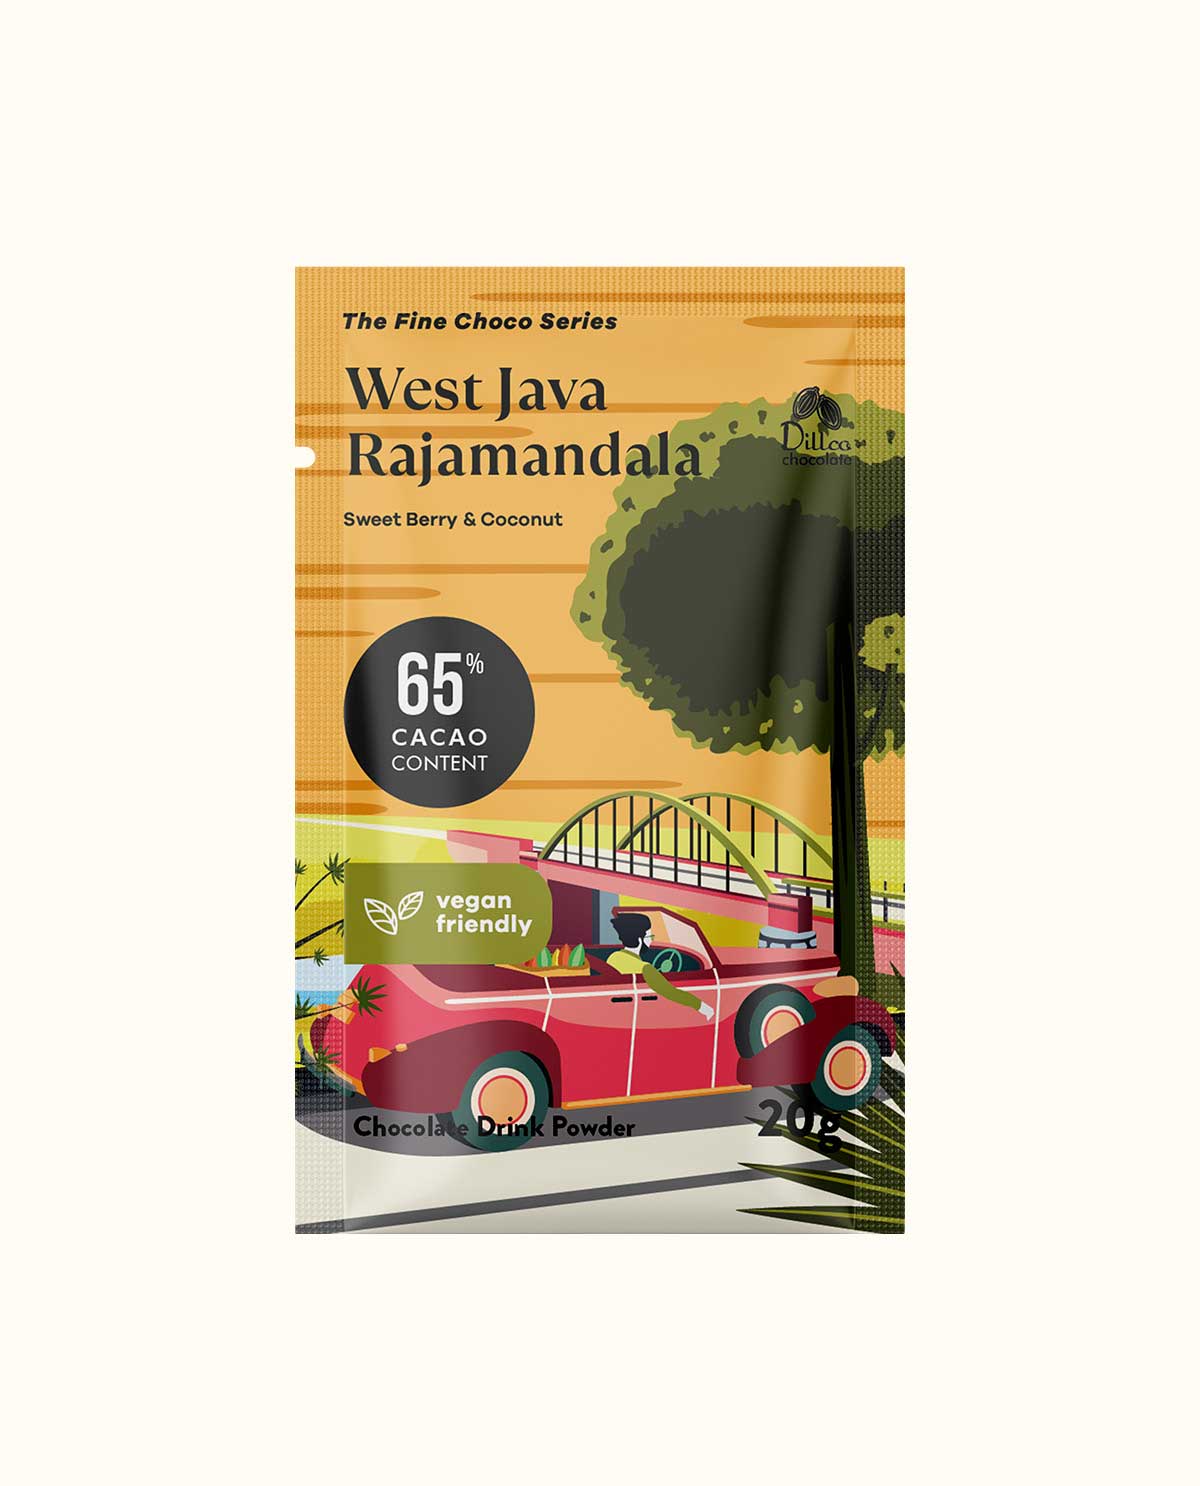 The Fine Choco Series
West Java
Rajamandala
Dillco
chocolate
Sweet Berry & Coconut
65%
CACAO
CONTENT
vegan
friendly
Chocolate Drink Powder
20g